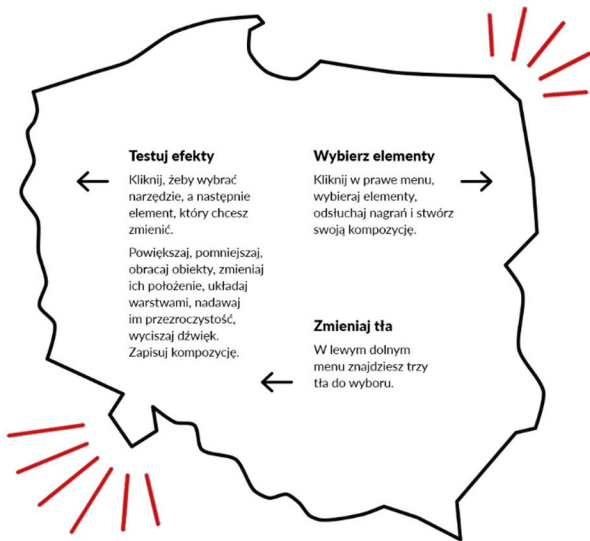 Testuj efekty
Kliknij, żeby wybrać
narzędzie, a następnie
element, który chcesz
zmienić.
Powiększaj, pomniejszaj,
obracaj obiekty, zmieniaj
ich położenie, układaj
warstwami, nadawaj
im przezroczystość,
wyciszaj dźwięk.
Zapisuj kompozycję.
Wybierz elementy
Kliknij w prawe menu,
wybieraj elementy,
odsłuchaj nagrań i stwórz
swoją kompozycję.
Zmieniaj tła
W lewym dolnym
menu znajdziesz trzy
tła do wyboru.